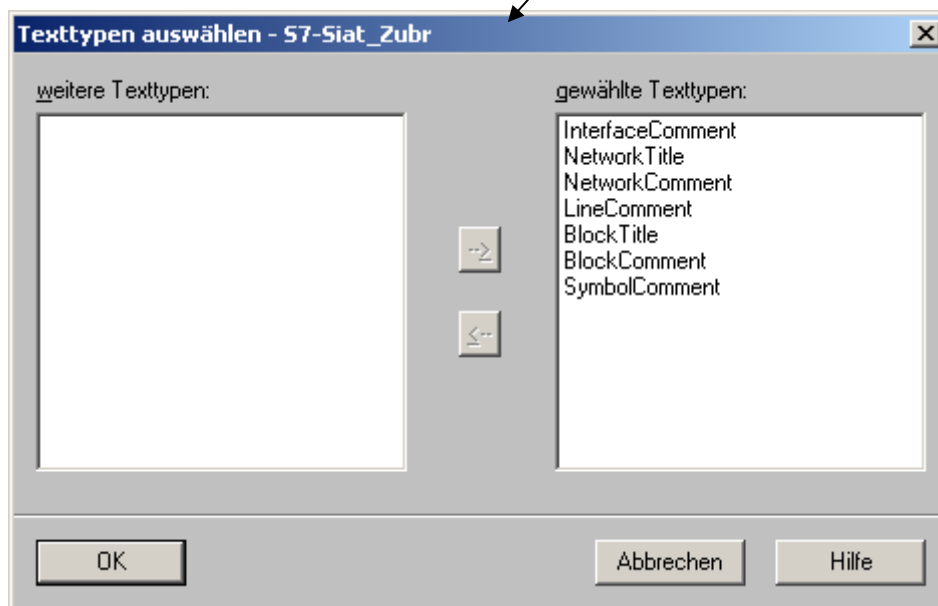 Texttypen auswählen - S7-Siat_Zubr
weitere Texttypen:
gewählte Texttypen:
InterfaceComment
NetworkTitle
NetworkComment
LineComment
BlockTitle
BlockComment
SymbolComment
-->
<--
OK
Abbrechen
Hilfe